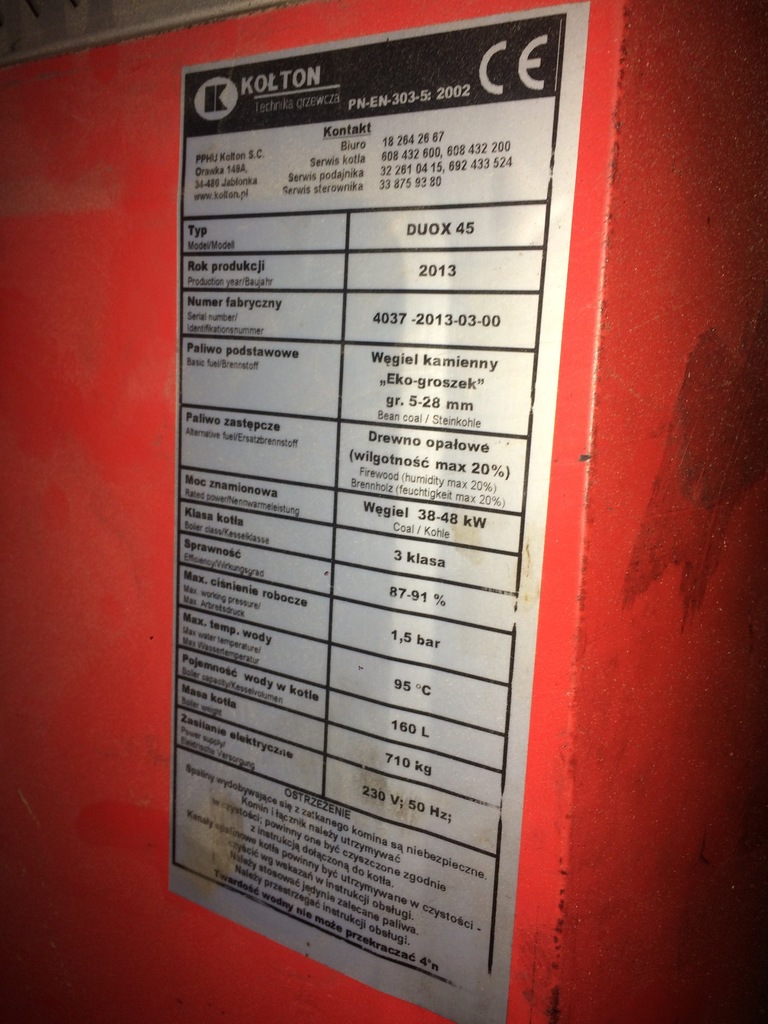 KOŁTON
Technika grzewcza
PN-EN-303-5: 2002
CE
Kontakt
PPHU Kołton S.C.
Orawka 148A,
34-480 Jabłonka
www.kolton.pl
Biuro 18 264 26 67
Serwis kotła 608 432 600, 608 432 200
Serwis podajnika 32 261 04 15, 692 433 524
Serwis sterownika 33 875 93 80
Typ DUOX 45
Model/Modell
Rok produkcji 2013
Production year/Baujahr
Numer fabryczny
Serial number/ 4037 -2013-03-00
Identifikationsnummer
Paliwo podstawowe Węgiel kamienny
Basic fuel/Brennstoff „Eko-groszek”
gr. 5-28 mm
Bean coal / Steinkohle
Paliwo zastępcze Drewno opałowe
Alternative fuel/Ersatzbrennstoff (wilgotność max 20%)
Firewood (humidity max 20%)
Brennholz (feuchtigkeit max 20%)
Moc znamionowa Węgiel 38-48 kW
Rated power/Nennwarmeleistung Coal / Kohle
Klasa kotła 3 klasa
Boiler class/Kesselklasse
Sprawność 87-91 %
Efficiency/Wirkungsgrad
Max. ciśnienie robocze 1,5 bar
Max. working pressure/
Max. Arbeitsdruck
Max. temp. wody 95 °C
Max water temperature/
Max Wassertemperatur
Pojemność wody w kotle 160 L
Boiler capacity/Kesselvolumen
Masa kotła 710 kg
Boiler weight
Zasilanie elektryczne 230 V; 50 Hz;
Power supply/
Elektrische Versorgung
OSTRZEŻENIE
Spaliny wydobywające się z zatkanego komina są niebezpieczne.
Komin i łącznik należy utrzymywać
w czystości; powinny one być czyszczone zgodnie
z instrukcją dołączoną do kotła.
Kanały spalinowe kotła powinny być utrzymywane w czystości -
czyścić wg wskazań w instrukcji obsługi.
Należy stosować jedynie zalecane paliwa.
Należy przestrzegać instrukcji obsługi.
Twardość wodny nie może przekraczać 4°n